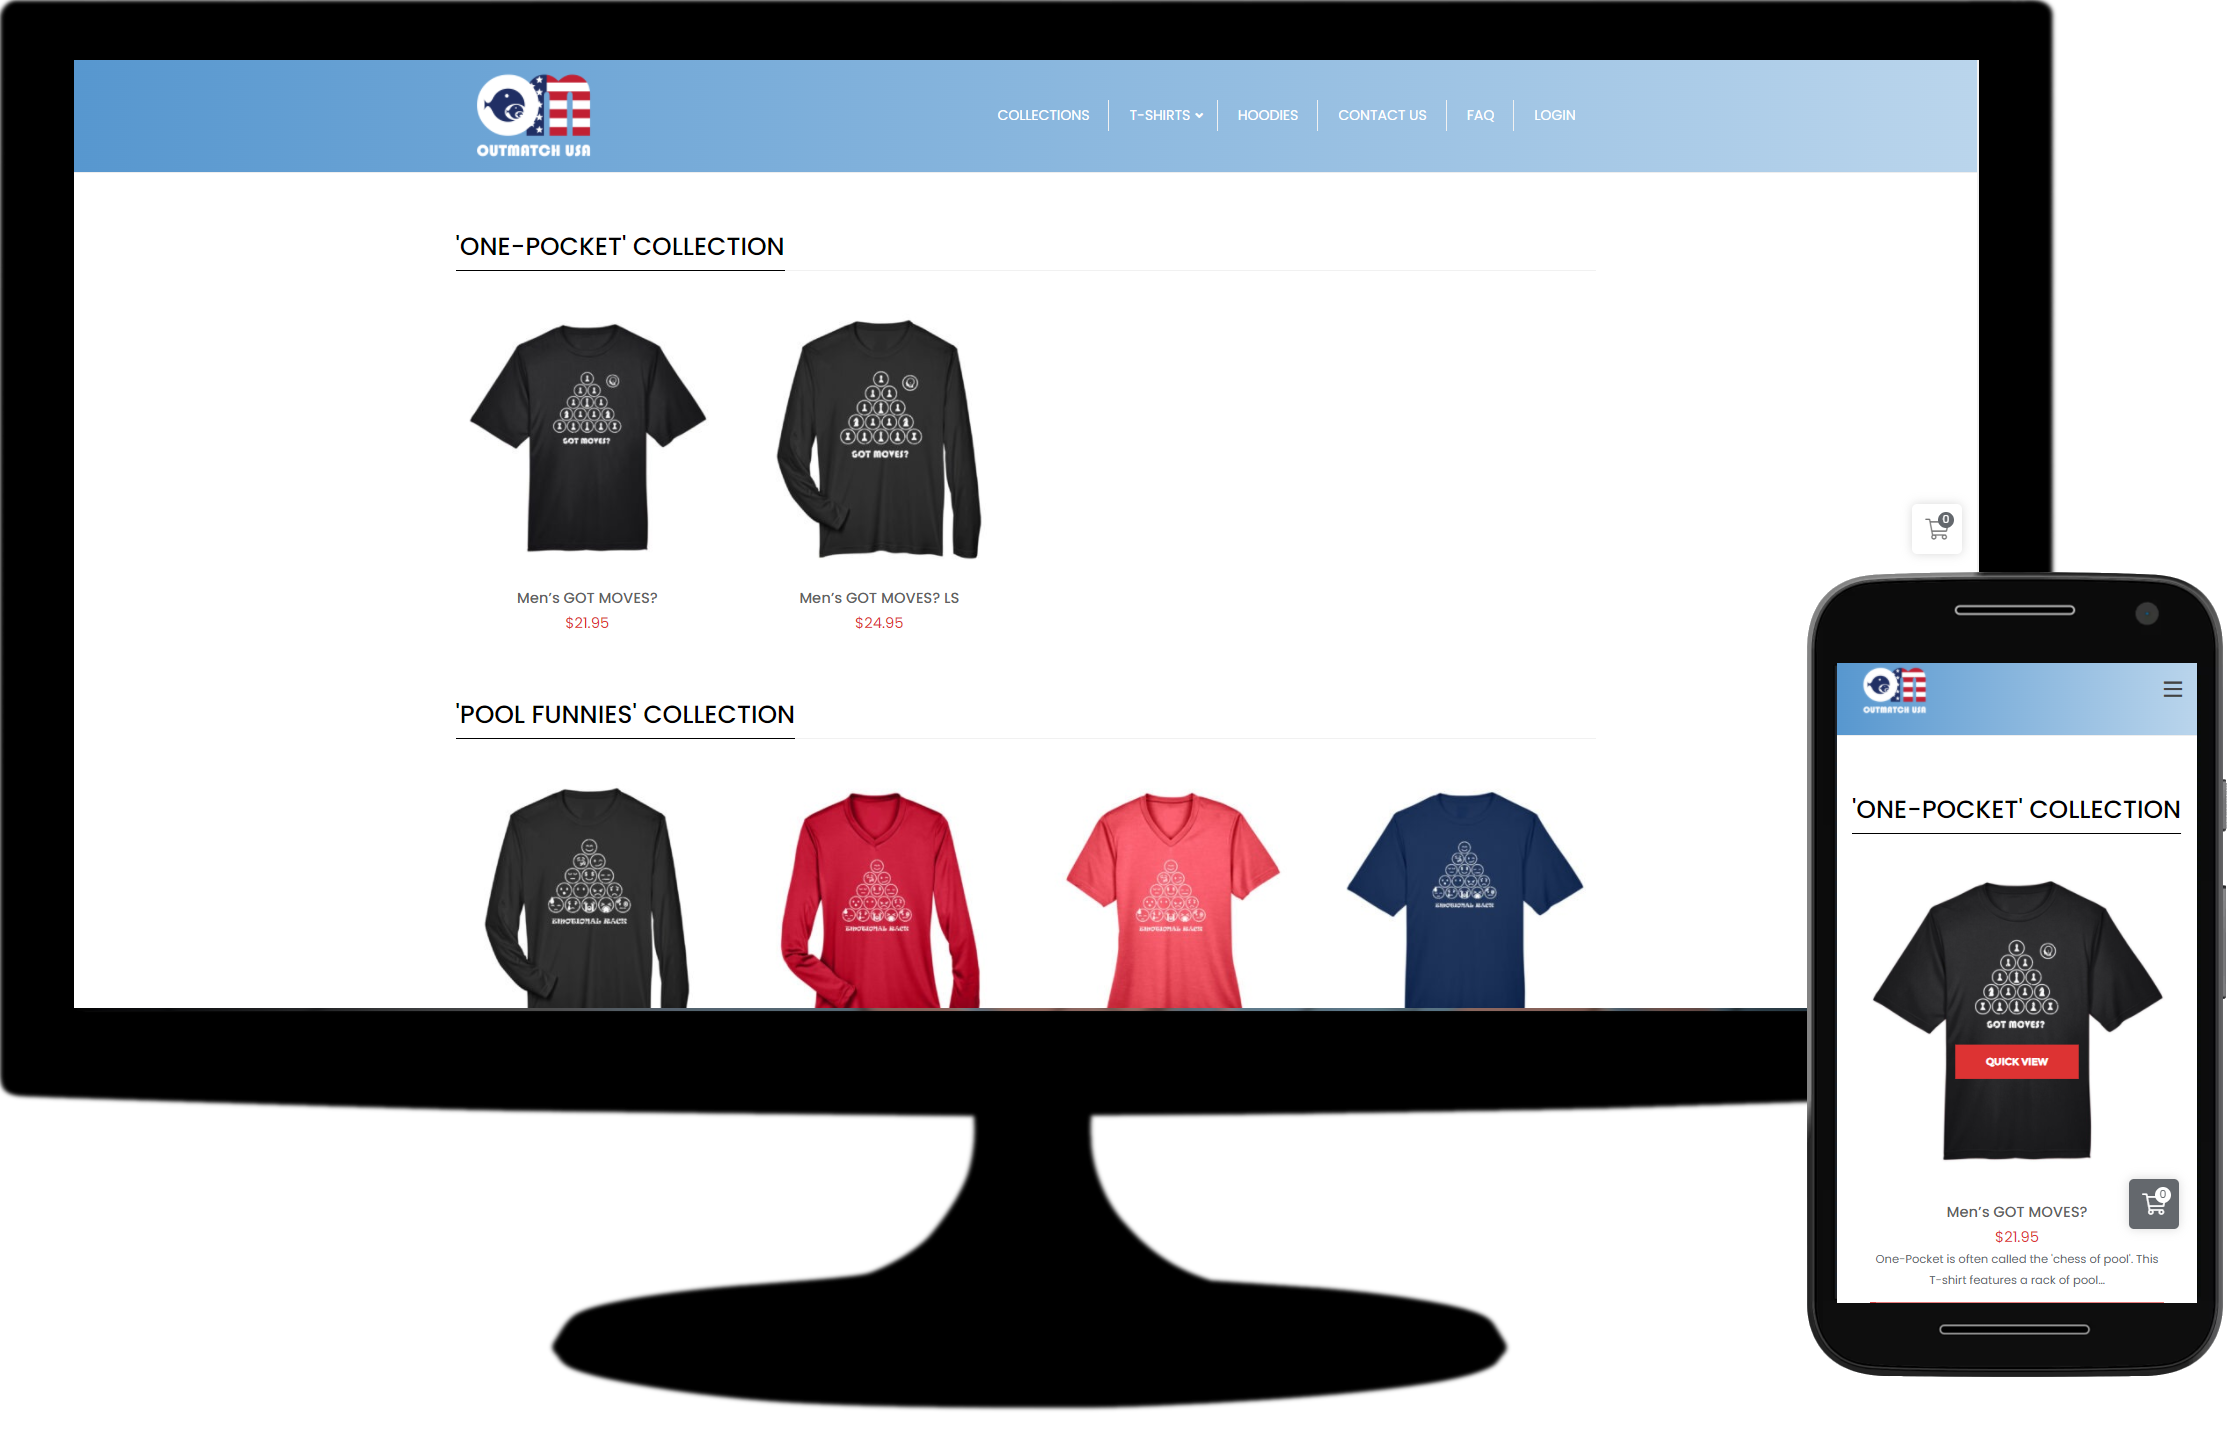 OUTMATCH USA
COLLECTIONS
T-SHIRTS
HOODIES
CONTACT US
FAQ
LOGIN
'ONE-POCKET' COLLECTION
GOT MOVES?
GOT MOVES?
0
Men's GOT MOVES?
$21.95
Men's GOT MOVES? LS
$24.95
'POOL FUNNIES' COLLECTION
EMOTIONAL RACK
EMOTIONAL RACK
EMOTIONAL RACK
EMOTIONAL RACK
OUTMATCH USA
'ONE-POCKET' COLLECTION
GOT MOVES?
QUICK VIEW
0
Men's GOT MOVES?
$21.95
One-Pocket is often called the 'chess of pool'. This
T-shirt features a rack of pool...